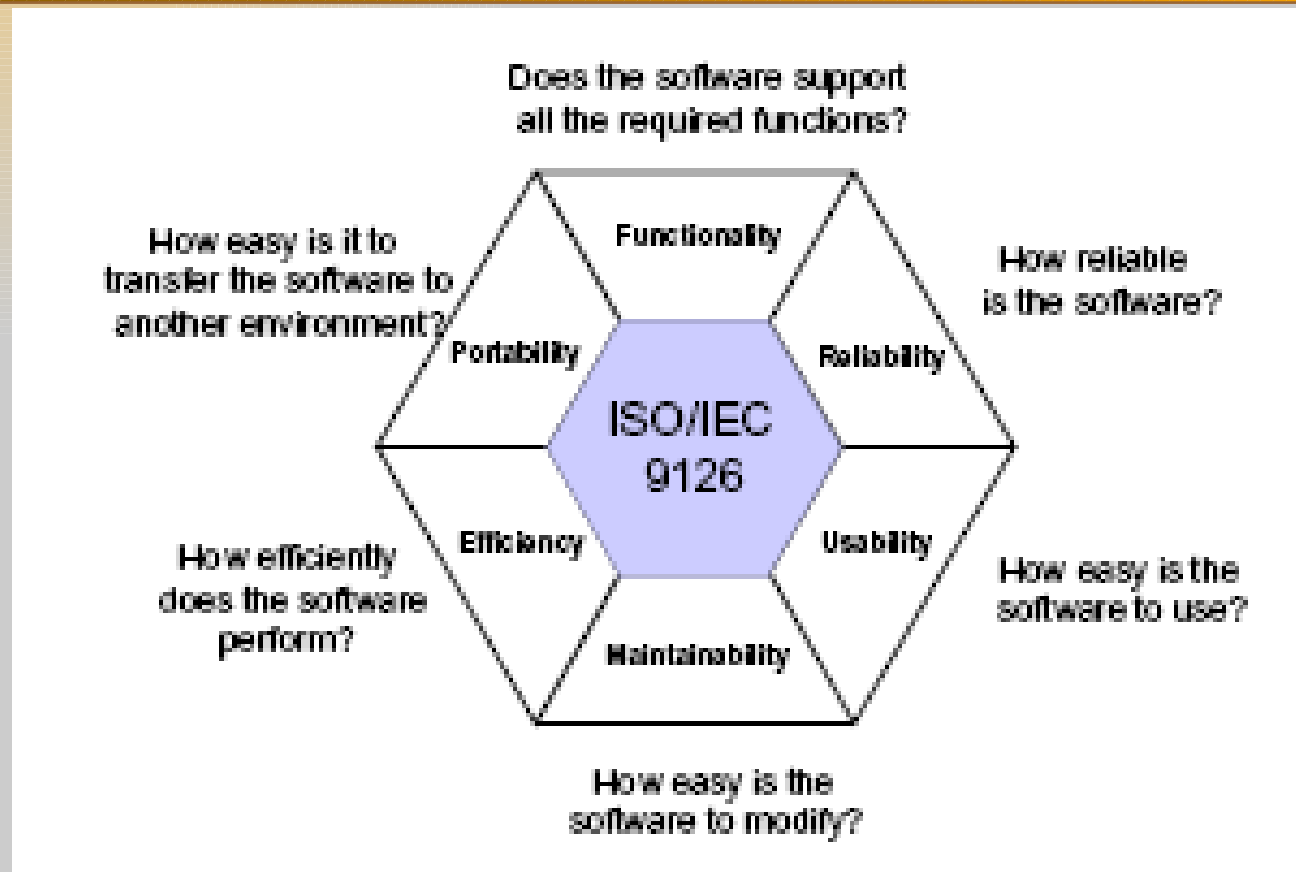 Does the software support
all the required functions?
Functionality
How easy is it to
transfer the software to
another environment?
Portability
How reliable
is the software?
Reliability
ISO/IEC
9126
Efficiency
How efficiently
does the software
perform?
Usability
How easy is the
software to use?
Maintainability
How easy is the
software to modify?